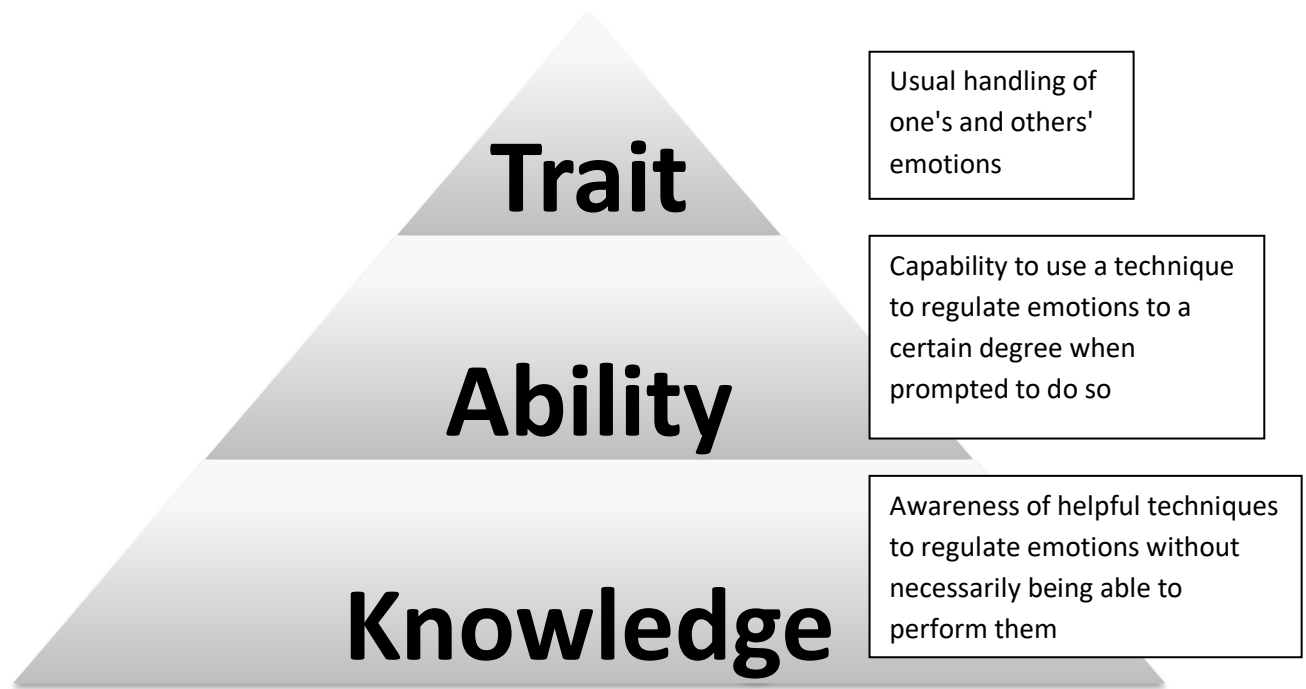 Trait
Usual handling of
one's and others'
emotions
Ability
Capability to use a technique
to regulate emotions to a
certain degree when
prompted to do so
Knowledge
Awareness of helpful techniques
to regulate emotions without
necessarily being able to
perform them